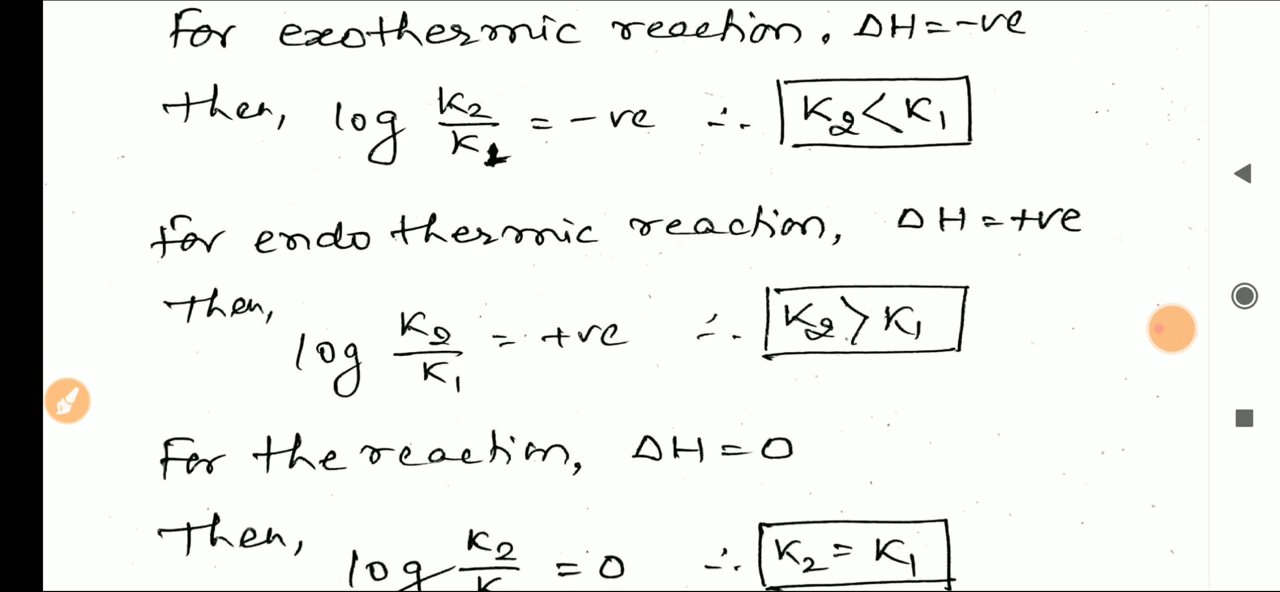 For exothermic reaction, ΔH = -ve
then, log K₂/K₁ = -ve ∴ K₂ < K₁
for endothermic reaction, ΔH = +ve
Then, log K₂/K₁ = +ve ∴ K₂ > K₁
For the reaction, ΔH = 0
Then, log K₂/K = 0 ∴ K₂ = K₁